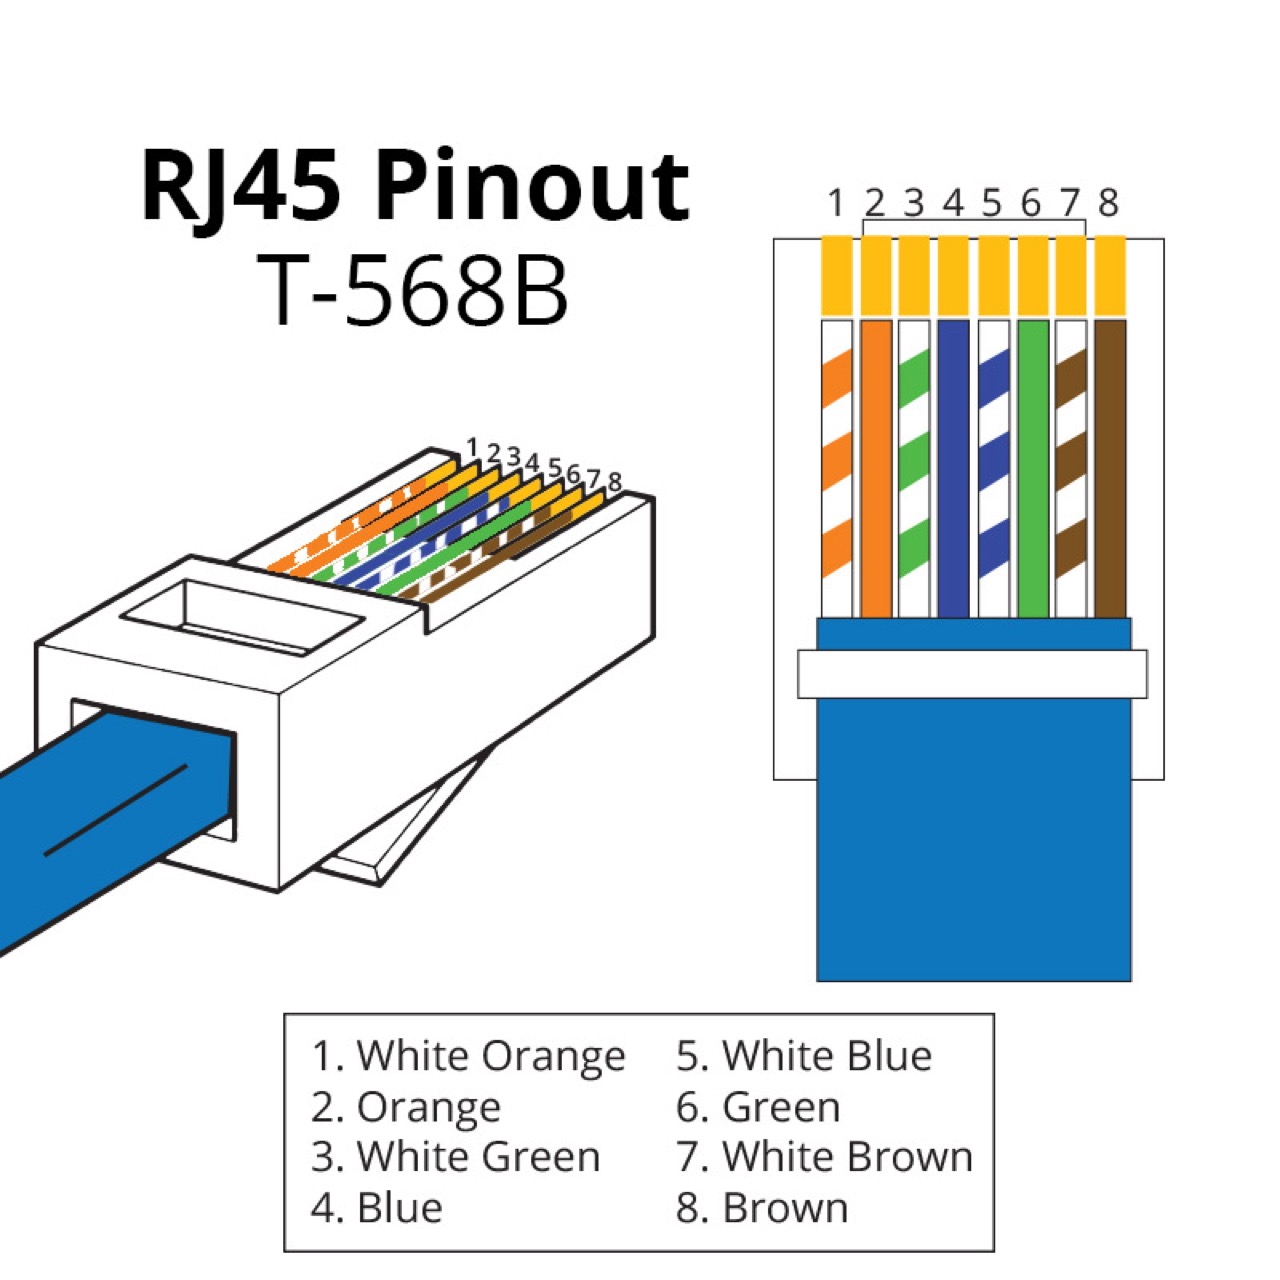 RJ45 Pinout
T-568B
1 2 3 4 5 6 7 8
1 2 3 4 5 6 7 8
1. White Orange
2. Orange
3. White Green
4. Blue
5. White Blue
6. Green
7. White Brown
8. Brown